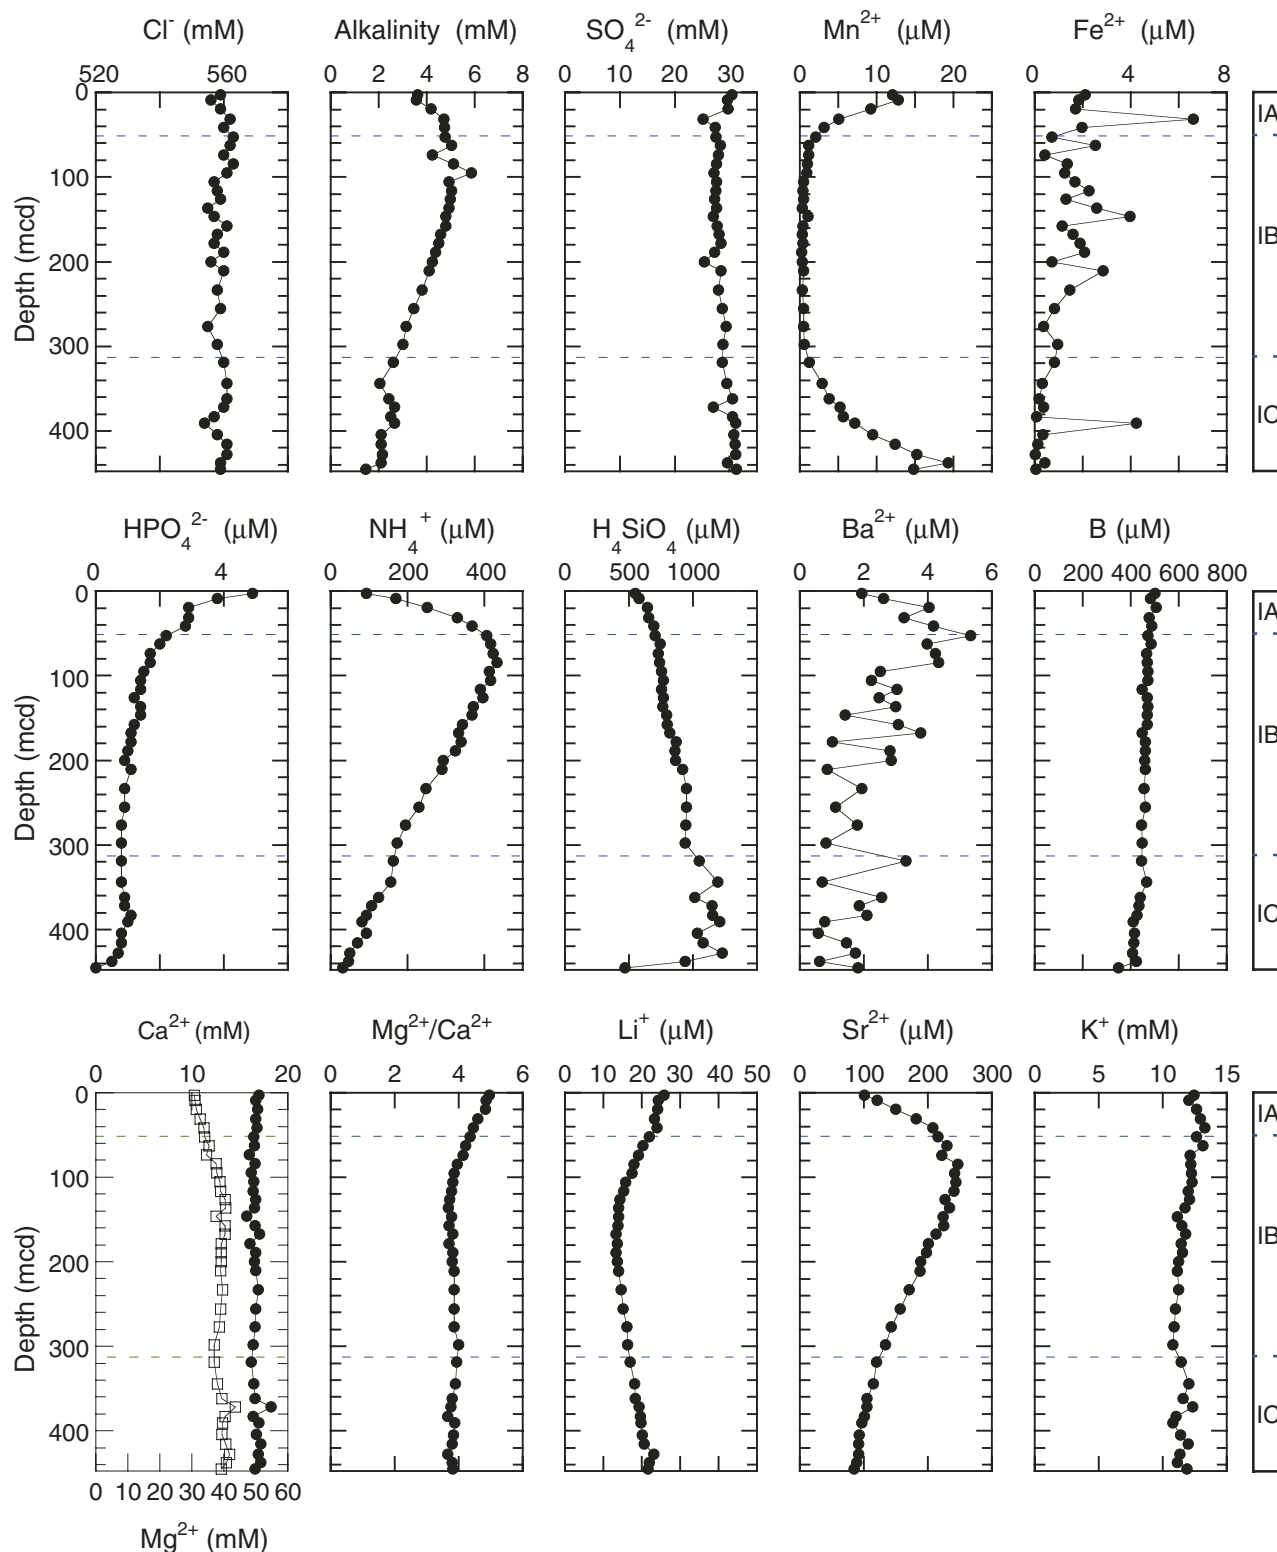 Cl⁻ (mM) Alkalinity (mM) SO₄²⁻ (mM) Mn²⁺ (μM) Fe²⁺ (μM)
520 560 0 2 4 6 8 0 10 20 30 0 10 20 0 4 8
0
100
200
300
400
Depth (mcd)
IA
IB
IC
HPO₄²⁻ (μM) NH₄⁺ (μM) H₄SiO₄ (μM) Ba²⁺ (μM) B (μM)
0 4 0 200 400 0 500 1000 0 2 4 6 0 200 400 600 800
0
100
200
300
400
Depth (mcd)
IA
IB
IC
Ca²⁺ (mM) Mg²⁺/Ca²⁺ Li⁺ (μM) Sr²⁺ (μM) K⁺ (mM)
0 10 20 0 2 4 6 0 10 20 30 40 50 0 100 200 300 0 5 10 15
0
100
200
300
400
Depth (mcd)
IA
IB
IC
0 10 20 30 40 50 60
Mg²⁺ (mM)